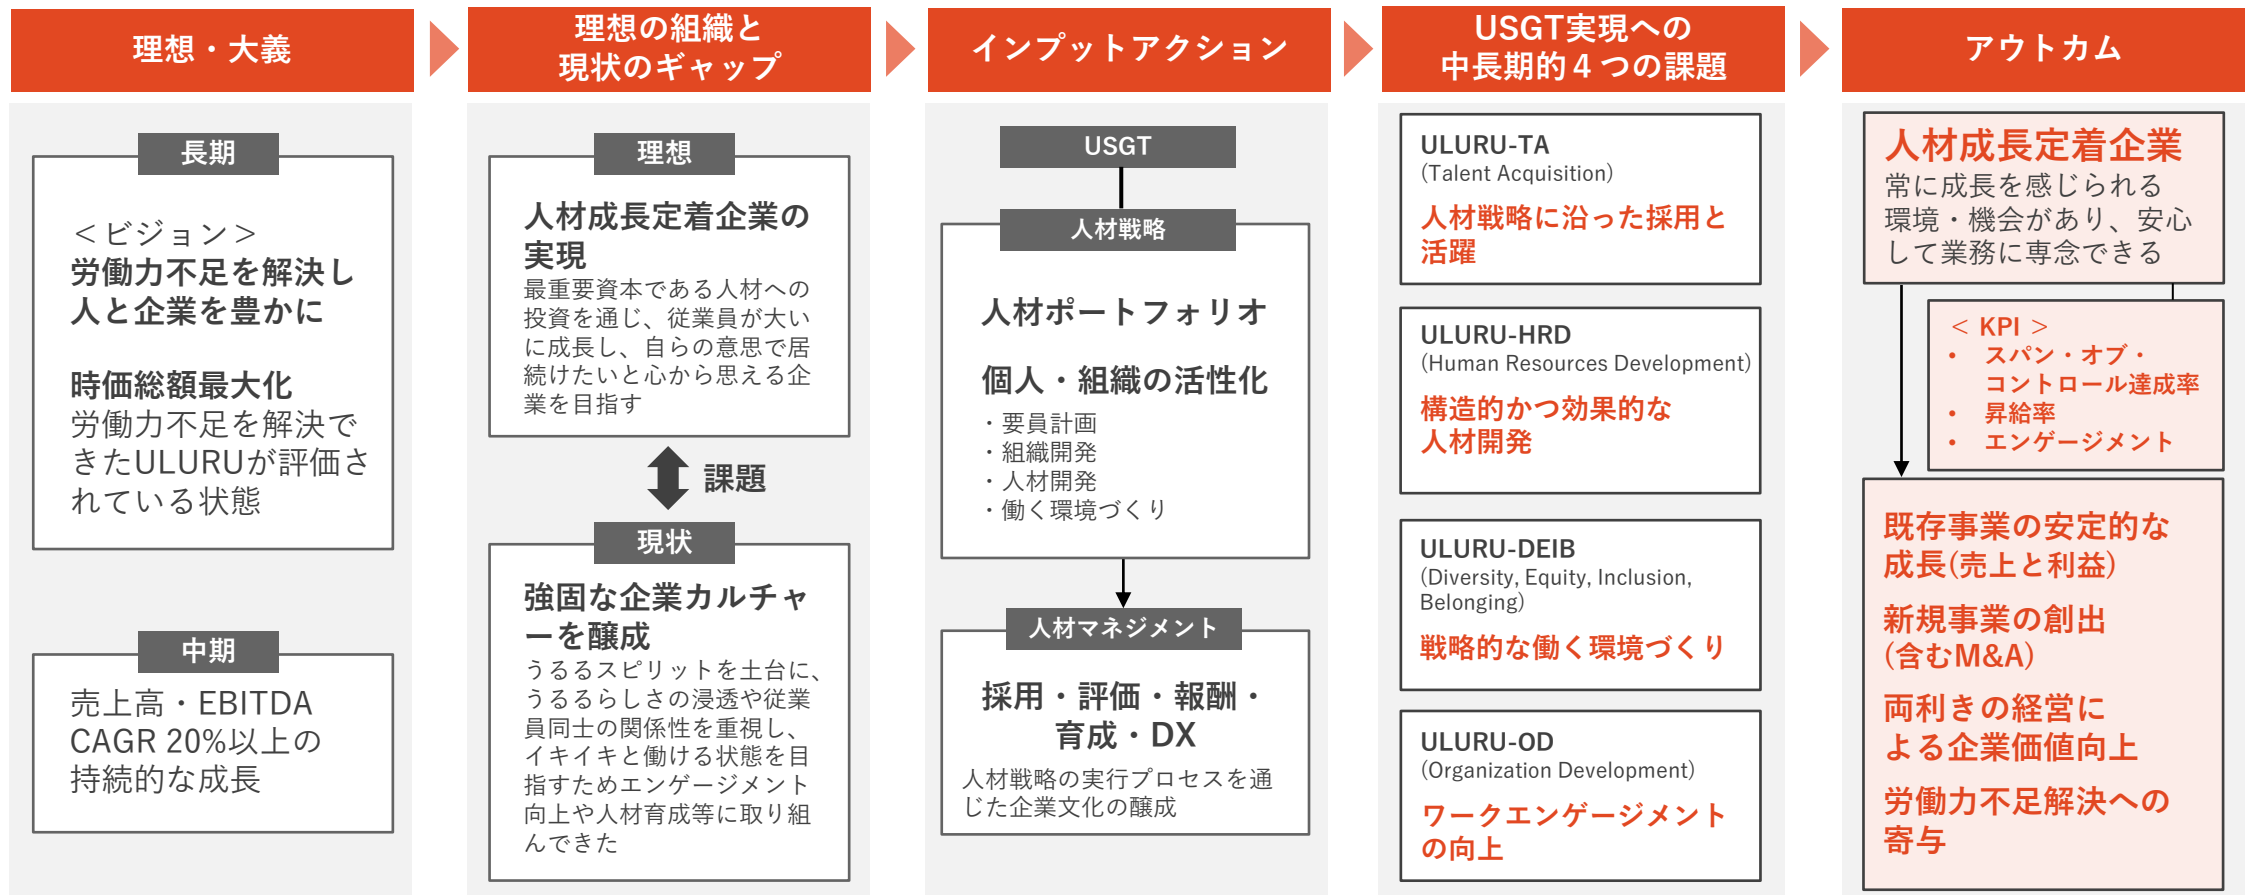 理想・大義
長期
＜ビジョン＞
労働力不足を解決し
人と企業を豊かに
時価総額最大化
労働力不足を解決で
きたULURUが評価さ
れている状態
中期
売上高・EBITDA
CAGR 20%以上の
持続的な成長
理想の組織と
現状のギャップ
理想
人材成長定着企業の
実現
最重要資本である人材への
投資を通じ、従業員が大い
に成長し、自らの意思で居
続けたいと心から思える企
業を目指す
課題
現状
強固な企業カルチャ
ーを醸成
うるるスピリットを土台に、
うるるらしさの浸透や従業
員同士の関係性を重視し、
イキイキと働ける状態を目
指すためエンゲージメント
向上や人材育成等に取り組
んできた
インプットアクション
USGT
人材戦略
人材ポートフォリオ
個人・組織の活性化
・要員計画
・組織開発
・人材開発
・働く環境づくり
人材マネジメント
採用・評価・報酬・
育成・DX
人材戦略の実行プロセスを通
じた企業文化の醸成
USGT実現への
中長期的４つの課題
ULURU-TA
(Talent Acquisition)
人材戦略に沿った採用と
活躍
ULURU-HRD
(Human Resources Development)
構造的かつ効果的な
人材開発
ULURU-DEIB
(Diversity, Equity, Inclusion,
Belonging)
戦略的な働く環境づくり
ULURU-OD
(Organization Development)
ワークエンゲージメント
の向上
アウトカム
人材成長定着企業
常に成長を感じられる
環境・機会があり、安心
して業務に専念できる
＜ KPI ＞
• スパン・オブ・
コントロール達成率
• 昇給率
• エンゲージメント
既存事業の安定的な
成長(売上と利益)
新規事業の創出
(含むM&A)
両利きの経営に
よる企業価値向上
労働力不足解決への
寄与